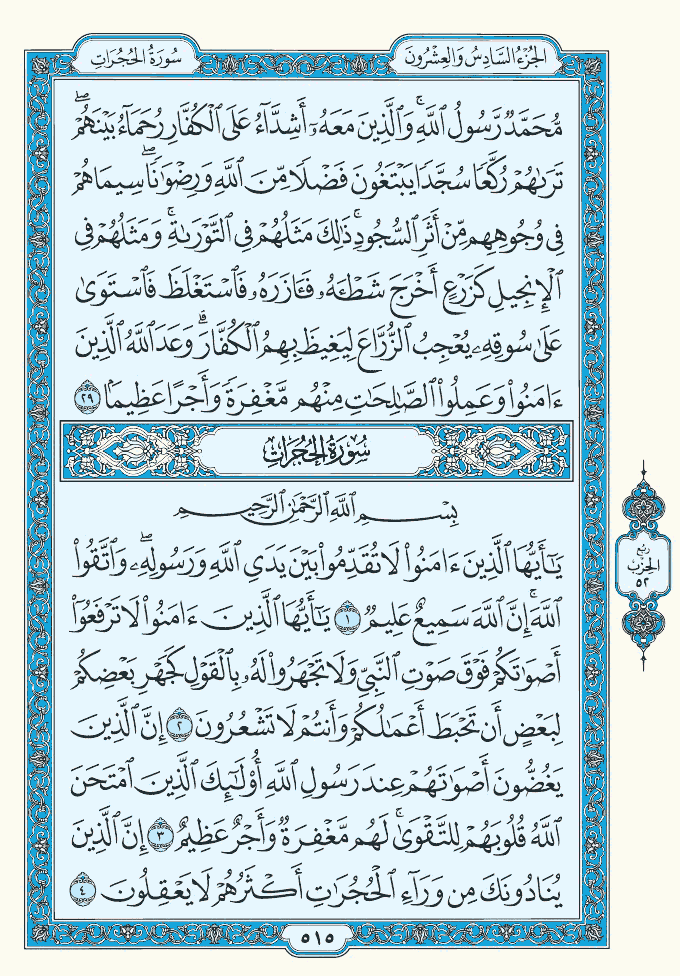 الجزء السادس والعشرون
سورة الحجرات
مُّحَمَّدٌ رَّسُولُ ٱللَّهِۚ وَٱلَّذِينَ مَعَهُۥٓ أَشِدَّآءُ عَلَى ٱلۡكُفَّارِ رُحَمَآءُ بَيۡنَهُمۡۖ
تَرَىٰهُمۡ رُكَّعٗا سُجَّدٗا يَبۡتَغُونَ فَضۡلٗا مِّنَ ٱللَّهِ وَرِضۡوَٰنٗاۖ سِيمَاهُمۡ
فِي وُجُوهِهِم مِّنۡ أَثَرِ ٱلسُّجُودِۚ ذَٰلِكَ مَثَلُهُمۡ فِي ٱلتَّوۡرَىٰةِۚ وَمَثَلُهُمۡ فِي
ٱلۡإِنجِيلِ كَزَرۡعٍ أَخۡرَجَ شَطۡـَٔهُۥ فَـَٔازَرَهُۥ فَٱسۡتَغۡلَظَ فَٱسۡتَوَىٰ
عَلَىٰ سُوقِهِۦ يُعۡجِبُ ٱلزُّرَّاعَ لِيَغِيظَ بِهِمُ ٱلۡكُفَّارَۗ وَعَدَ ٱللَّهُ ٱلَّذِينَ
ءَامَنُواْ وَعَمِلُواْ ٱلصَّٰلِحَٰتِ مِنۡهُم مَّغۡفِرَةٗ وَأَجۡرًا عَظِيمَۢا ٢٩
سورة الحجرات
بِسۡمِ ٱللَّهِ ٱلرَّحۡمَٰنِ ٱلرَّحِيمِ
يَٰٓأَيُّهَا ٱلَّذِينَ ءَامَنُواْ لَا تُقَدِّمُواْ بَيۡنَ يَدَيِ ٱللَّهِ وَرَسُولِهِۦۖ وَٱتَّقُواْ
ٱللَّهَۚ إِنَّ ٱللَّهَ سَمِيعٌ عَلِيمٞ ١ يَٰٓأَيُّهَا ٱلَّذِينَ ءَامَنُواْ لَا تَرۡفَعُوٓاْ
أَصۡوَٰتَكُمۡ فَوۡقَ صَوۡتِ ٱلنَّبِيِّ وَلَا تَجۡهَرُواْ لَهُۥ بِٱلۡقَوۡلِ كَجَهۡرِ بَعۡضِكُمۡ
لِبَعۡضٍ أَن تَحۡبَطَ أَعۡمَٰلُكُمۡ وَأَنتُمۡ لَا تَشۡعُرُونَ ٢ إِنَّ ٱلَّذِينَ
يَغُضُّونَ أَصۡوَٰتَهُمۡ عِندَ رَسُولِ ٱللَّهِ أُوْلَٰٓئِكَ ٱلَّذِينَ ٱمۡتَحَنَ
ٱللَّهُ قُلُوبَهُمۡ لِلتَّقۡوَىٰۚ لَهُم مَّغۡفِرَةٞ وَأَجۡرٌ عَظِيمٌ ٣ إِنَّ ٱلَّذِينَ
يُنَادُونَكَ مِن وَرَآءِ ٱلۡحُجُرَٰتِ أَكۡثَرُهُمۡ لَا يَعۡقِلُونَ ٤
ربع
الحزب
٥٢
٥١٥